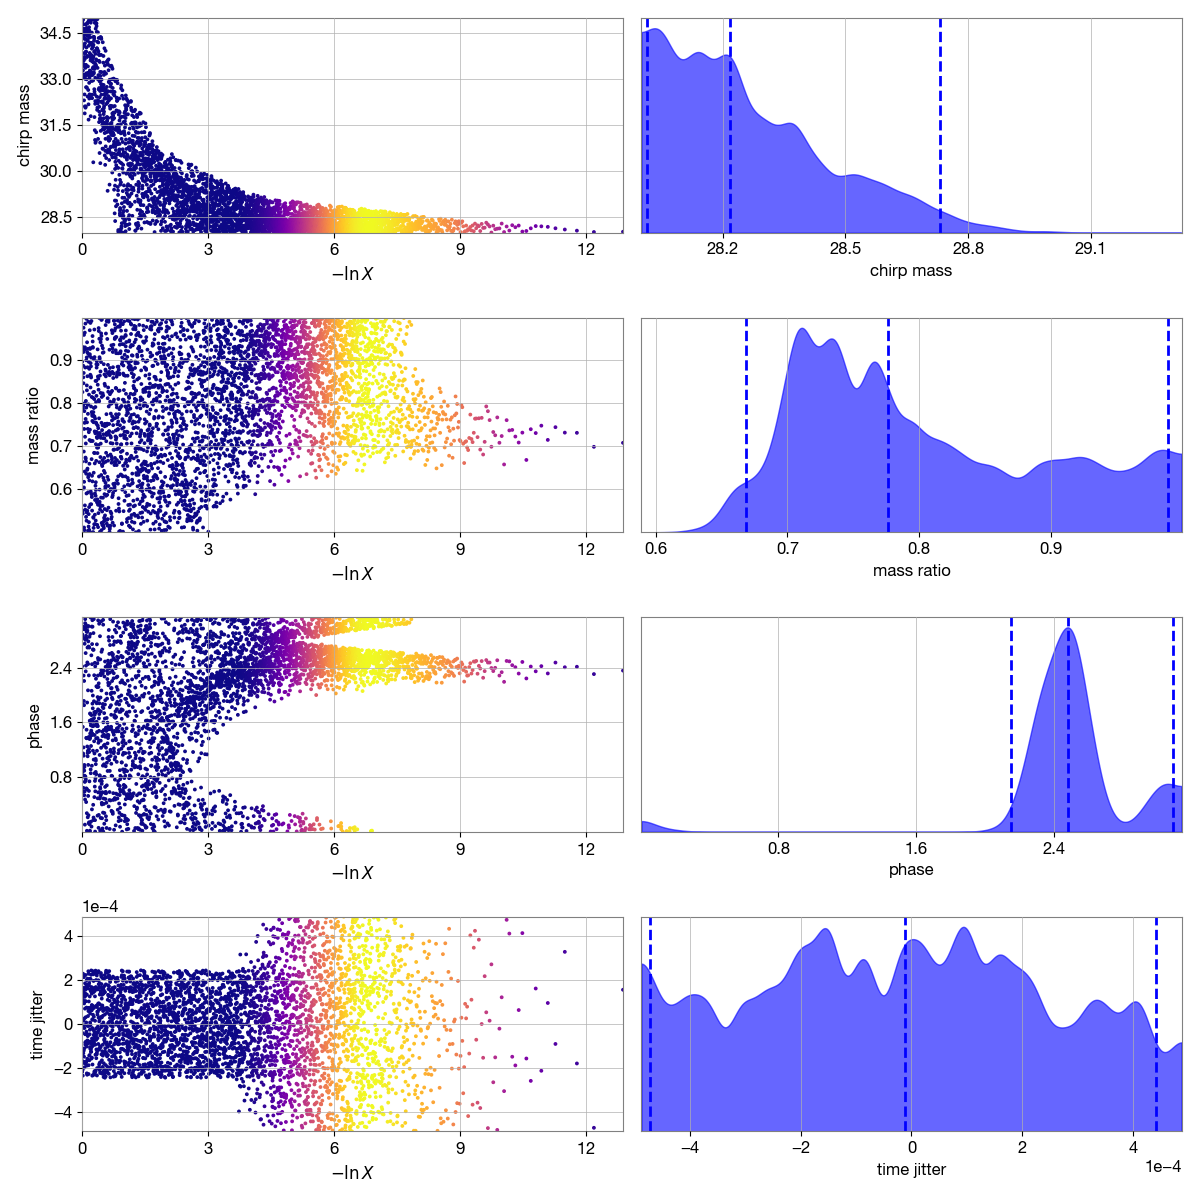 34.5
33.0
31.5
30.0
28.5
chirp mass
0 3 6 9 12
−ln X
28.2 28.5 28.8 29.1
chirp mass
0.9
0.8
0.7
0.6
mass ratio
0 3 6 9 12
−ln X
0.6 0.7 0.8 0.9
mass ratio
2.4
1.6
0.8
phase
0 3 6 9 12
−ln X
0.8 1.6 2.4
phase
1e−4
4
2
0
−2
−4
time jitter
0 3 6 9 12
−ln X
−4 −2 0 2 4
1e−4
time jitter